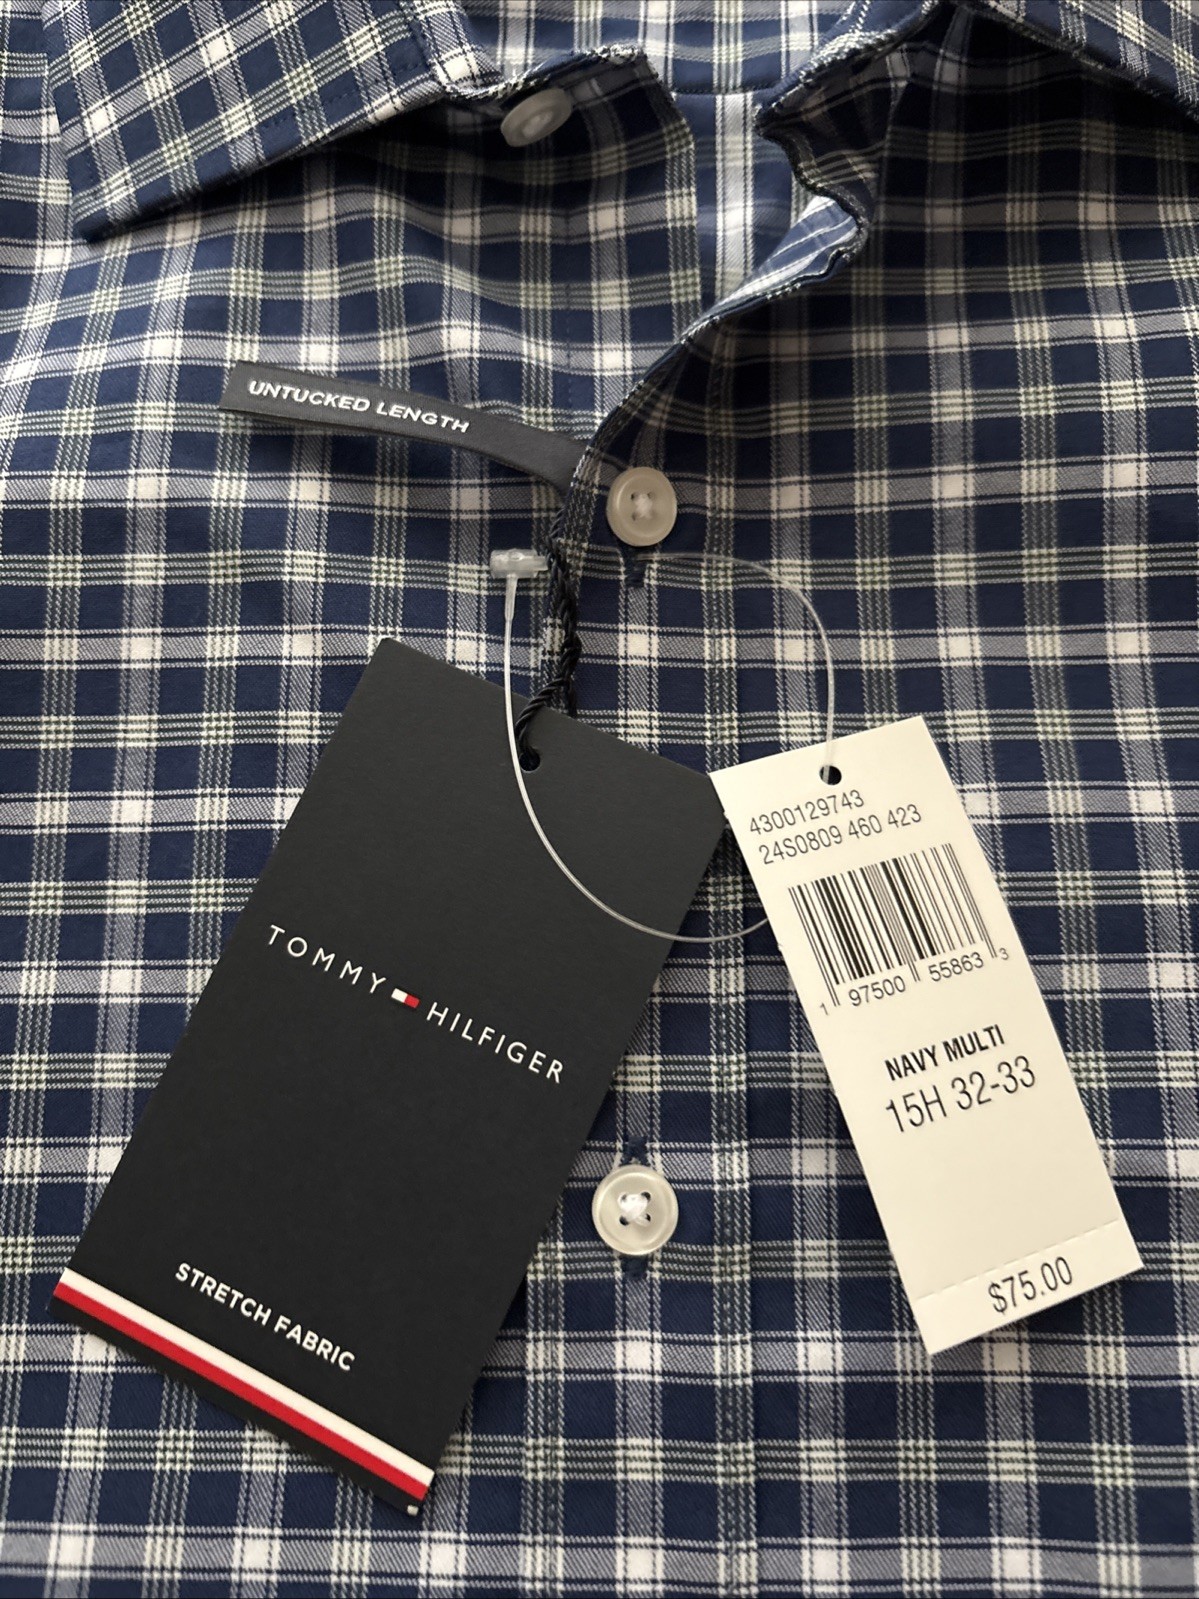 UNTUCKED LENGTH
TOMMY HILFIGER
STRETCH FABRIC
4300129743
24S0809 460 423
1 97500 55863 3
NAVY MULTI
15H 32-33
$75.00